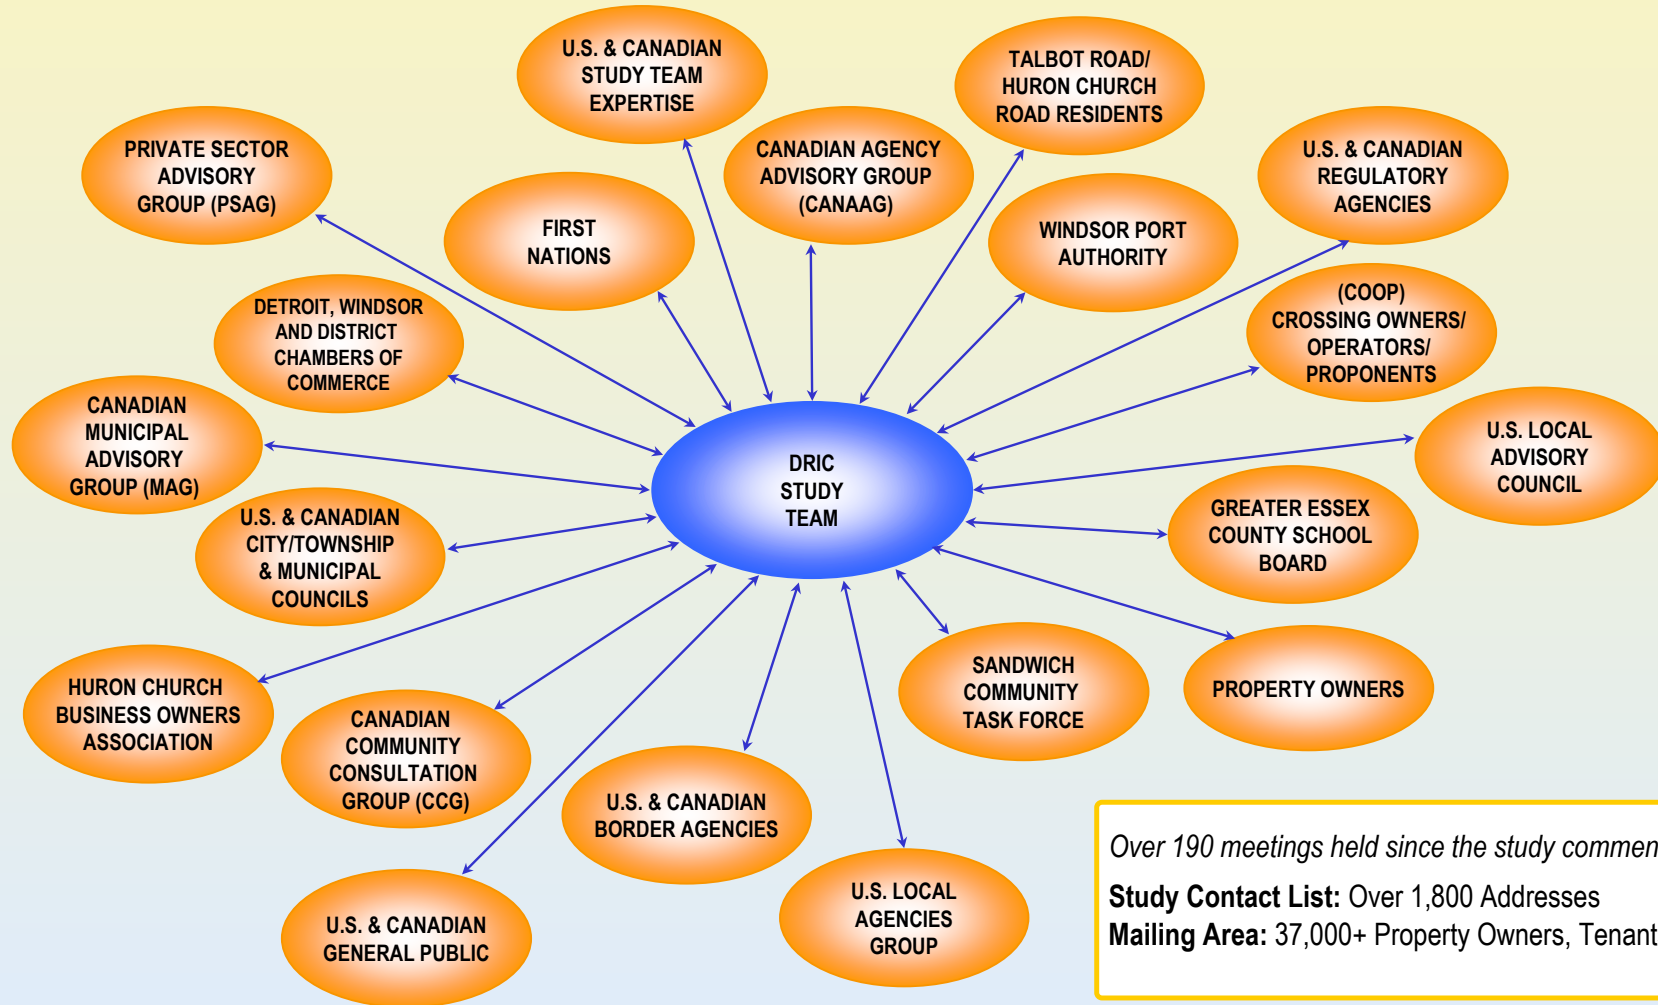 U.S. & CANADIAN
STUDY TEAM
EXPERTISE
TALBOT ROAD/
HURON CHURCH
ROAD RESIDENTS
PRIVATE SECTOR
ADVISORY
GROUP (PSAG)
CANADIAN AGENCY
ADVISORY GROUP
(CANAAG)
U.S. & CANADIAN
REGULATORY
AGENCIES
FIRST
NATIONS
WINDSOR PORT
AUTHORITY
DETROIT, WINDSOR
AND DISTRICT
CHAMBERS OF
COMMERCE
(COOP)
CROSSING OWNERS/
OPERATORS/
PROPONENTS
CANADIAN
MUNICIPAL
ADVISORY
GROUP (MAG)
U.S. LOCAL
ADVISORY
COUNCIL
DRIC
STUDY
TEAM
U.S. & CANADIAN
CITY/TOWNSHIP
& MUNICIPAL
COUNCILS
GREATER ESSEX
COUNTY SCHOOL
BOARD
HURON CHURCH
BUSINESS OWNERS
ASSOCIATION
SANDWICH
COMMUNITY
TASK FORCE
PROPERTY OWNERS
CANADIAN
COMMUNITY
CONSULTATION
GROUP (CCG)
U.S. & CANADIAN
BORDER AGENCIES
U.S. & CANADIAN
GENERAL PUBLIC
U.S. LOCAL
AGENCIES
GROUP
Over 190 meetings held since the study commen
Study Contact List: Over 1,800 Addresses
Mailing Area: 37,000+ Property Owners, Tenant